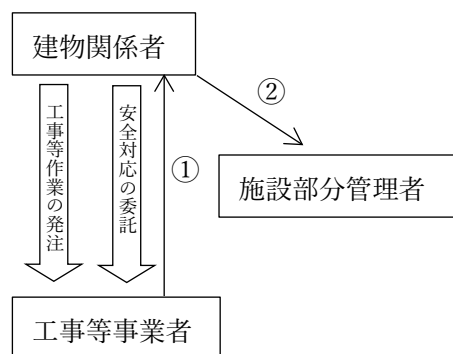 建物関係者
工事等作業の発注
安全対応の委託
①
②
施設部分管理者
工事等事業者